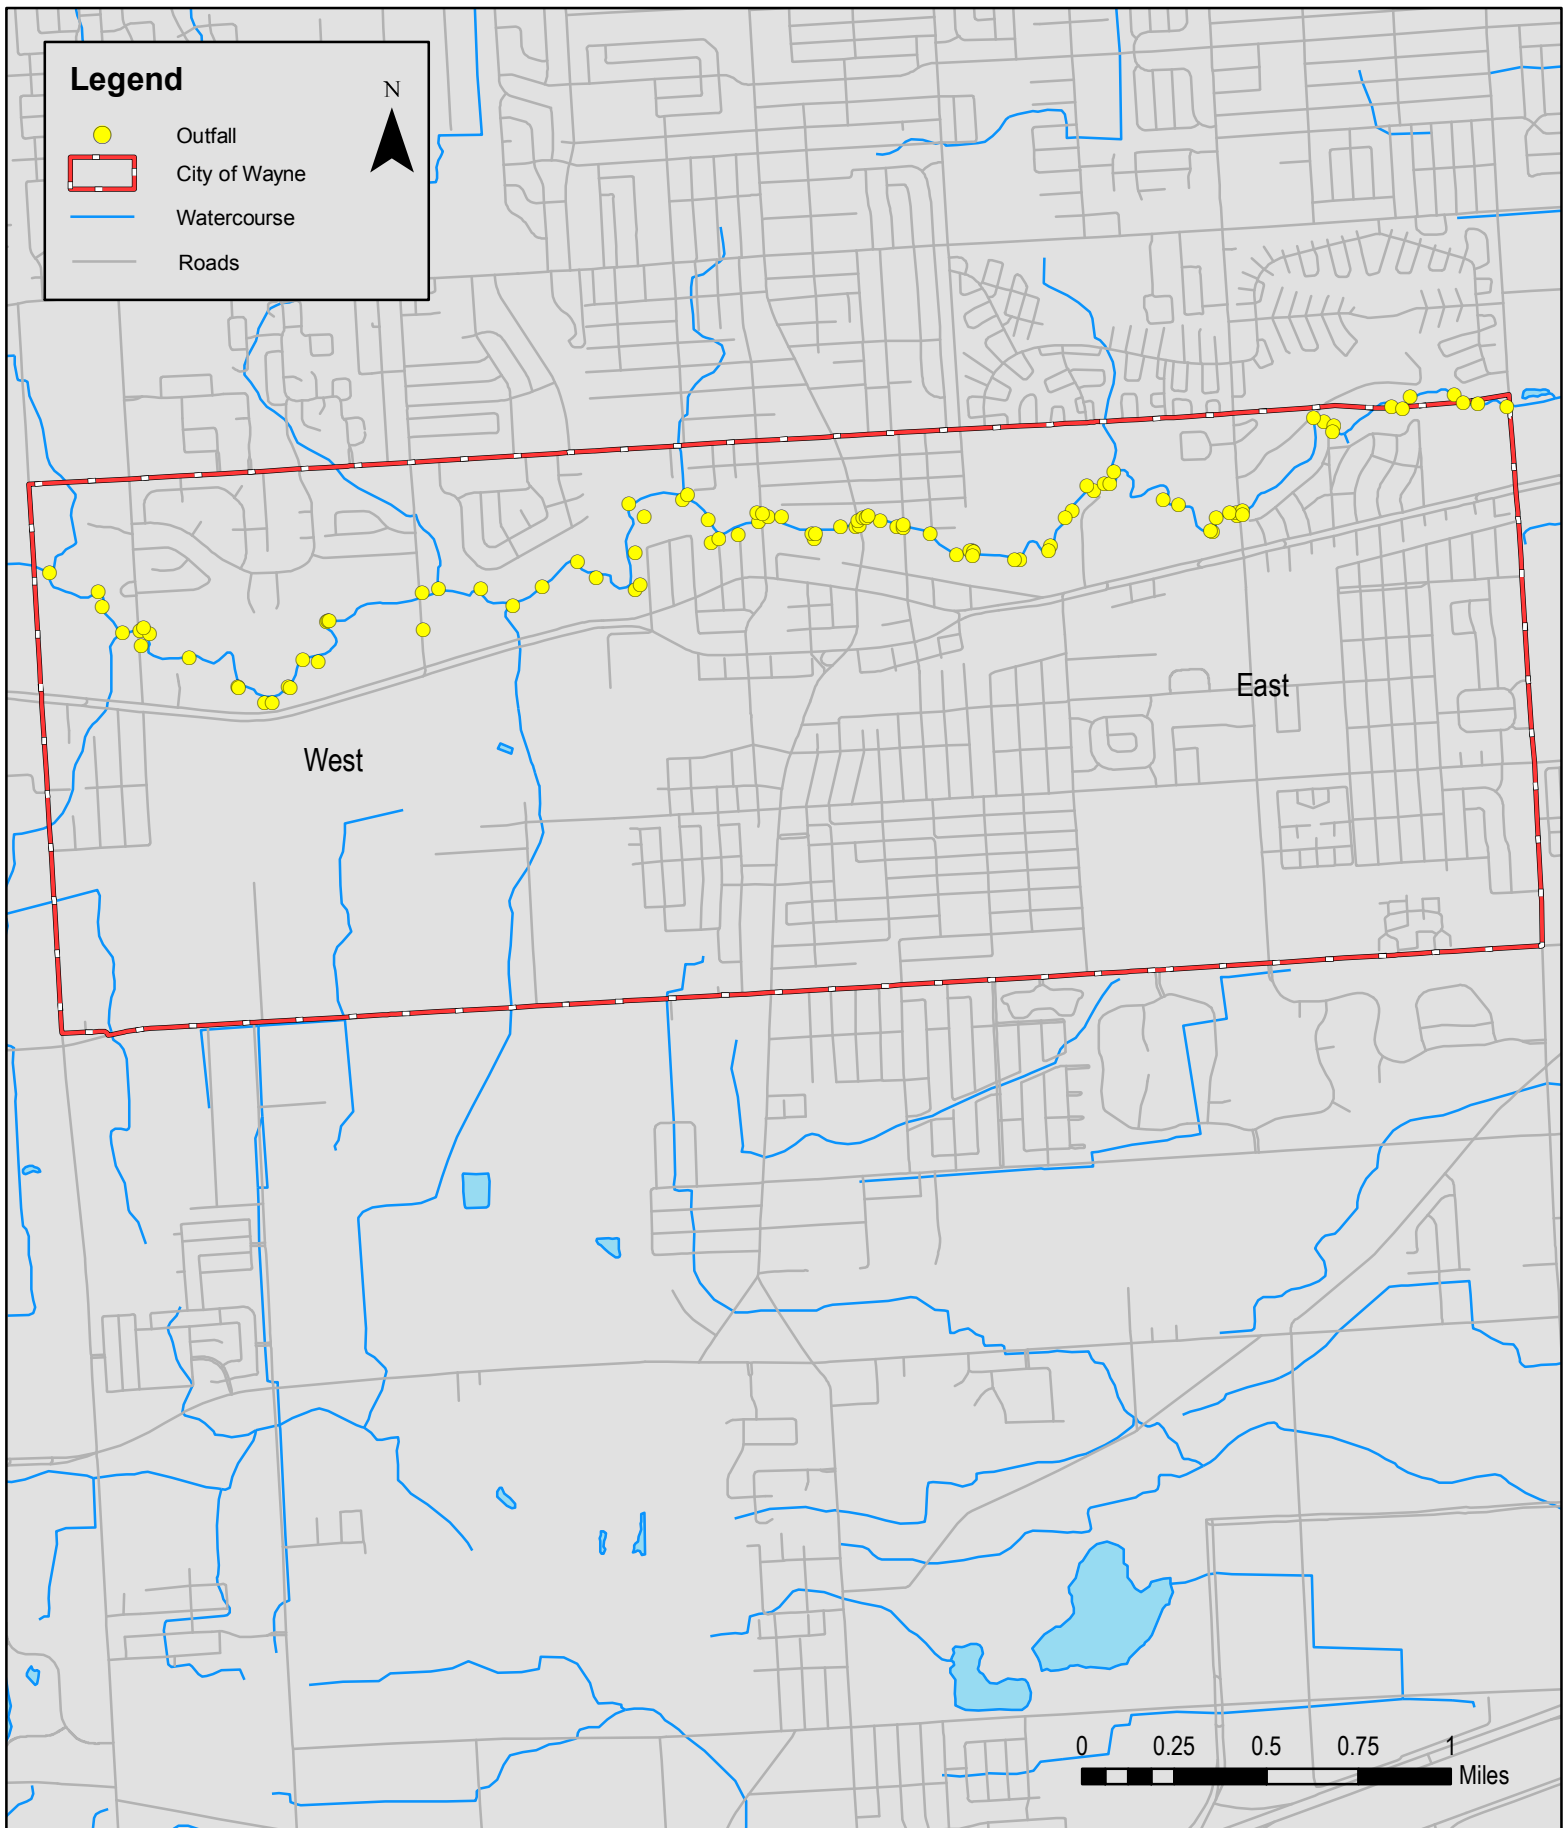 Legend
N
Outfall
City of Wayne
Watercourse
Roads
East
West
0 0.25 0.5 0.75 1
Miles